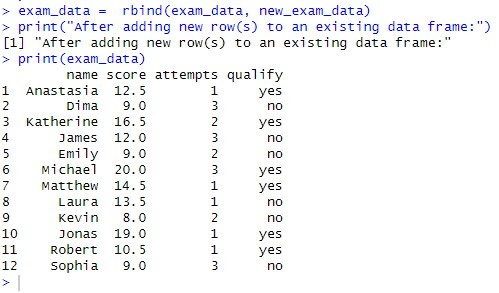 > exam_data =  rbind(exam_data, new_exam_data)
> print("After adding new row(s) to an existing data frame:")
[1] "After adding new row(s) to an existing data frame:"
> print(exam_data)
        name score attempts qualify
1  Anastasia  12.5        1     yes
2       Dima   9.0        3      no
3  Katherine  16.5        2     yes
4      James  12.0        3      no
5      Emily   9.0        2      no
6    Michael  20.0        3     yes
7    Matthew  14.5        1     yes
8      Laura  13.5        1      no
9      Kevin   8.0        2      no
10     Jonas  19.0        1     yes
11    Robert  10.5        1     yes
12    Sophia   9.0        3      no
>